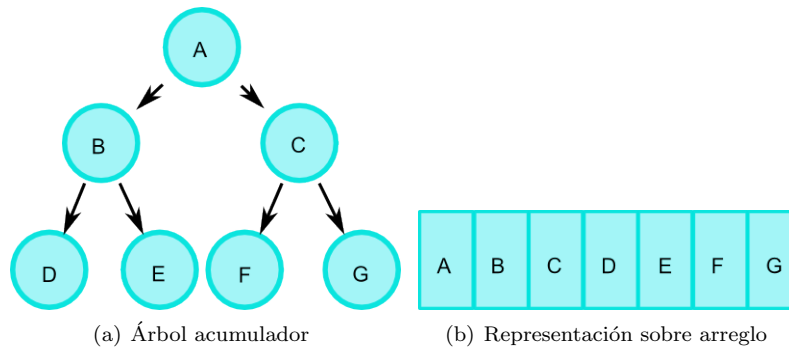 A
B
C
D
E
F
G
A B C D E F G
(a) Árbol acumulador
(b) Representación sobre arreglo